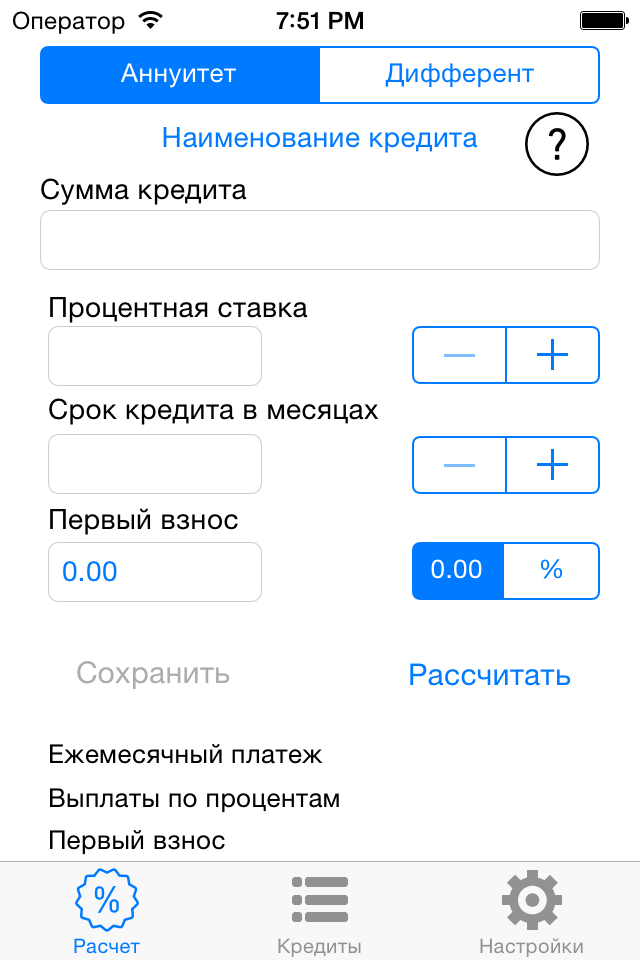 Оператор 7:51 PM
Аннуитет Дифферент
Наименование кредита ?
Сумма кредита
Процентная ставка
— +
Срок кредита в месяцах
— +
Первый взнос
0.00 0.00 %
Сохранить Рассчитать
Ежемесячный платеж
Выплаты по процентам
Первый взнос
%
Расчет Кредиты Настройки